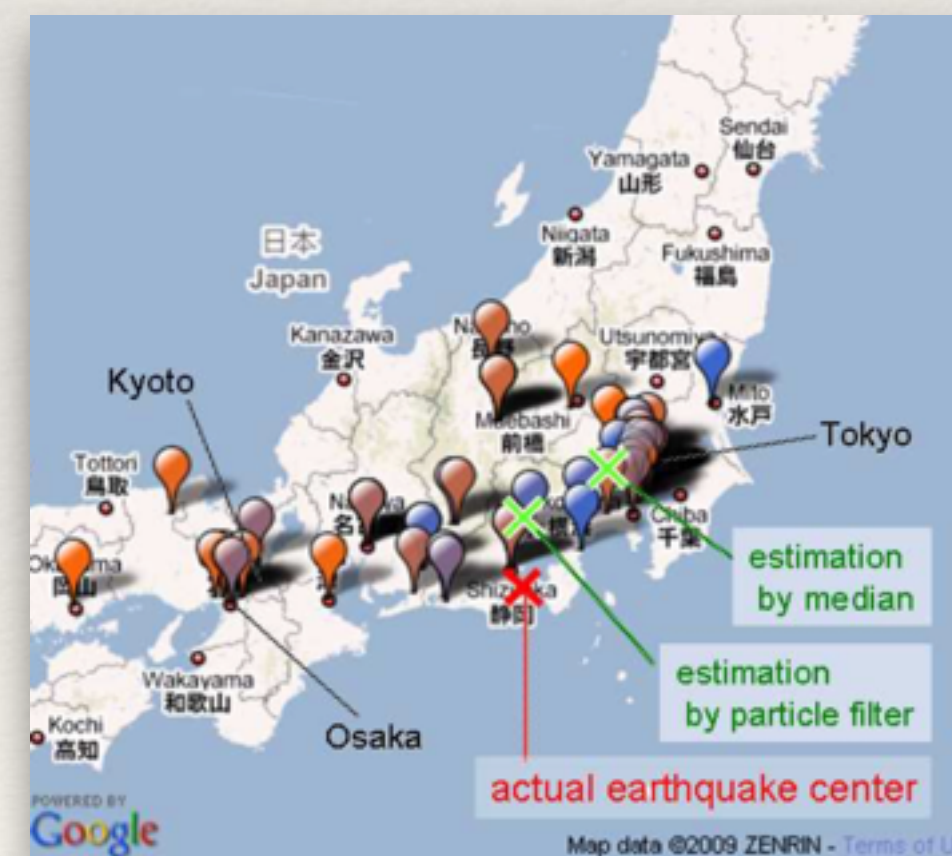 Sendai
仙台
Yamagata
山形
Niigata
新潟
Fukushima
福島
日本
Japan
Kanazawa
金沢
Utsunomiya
宇都宮
Kyoto
Mito
水戸
前橋
Tokyo
Tottori
鳥取
Chiba
千葉
estimation
by median
静岡
estimation
by particle filter
Wakayama
和歌山
Osaka
Kochi
高知
actual earthquake center
POWERED BY
Google
Map data ©2009 ZENRIN - Terms of